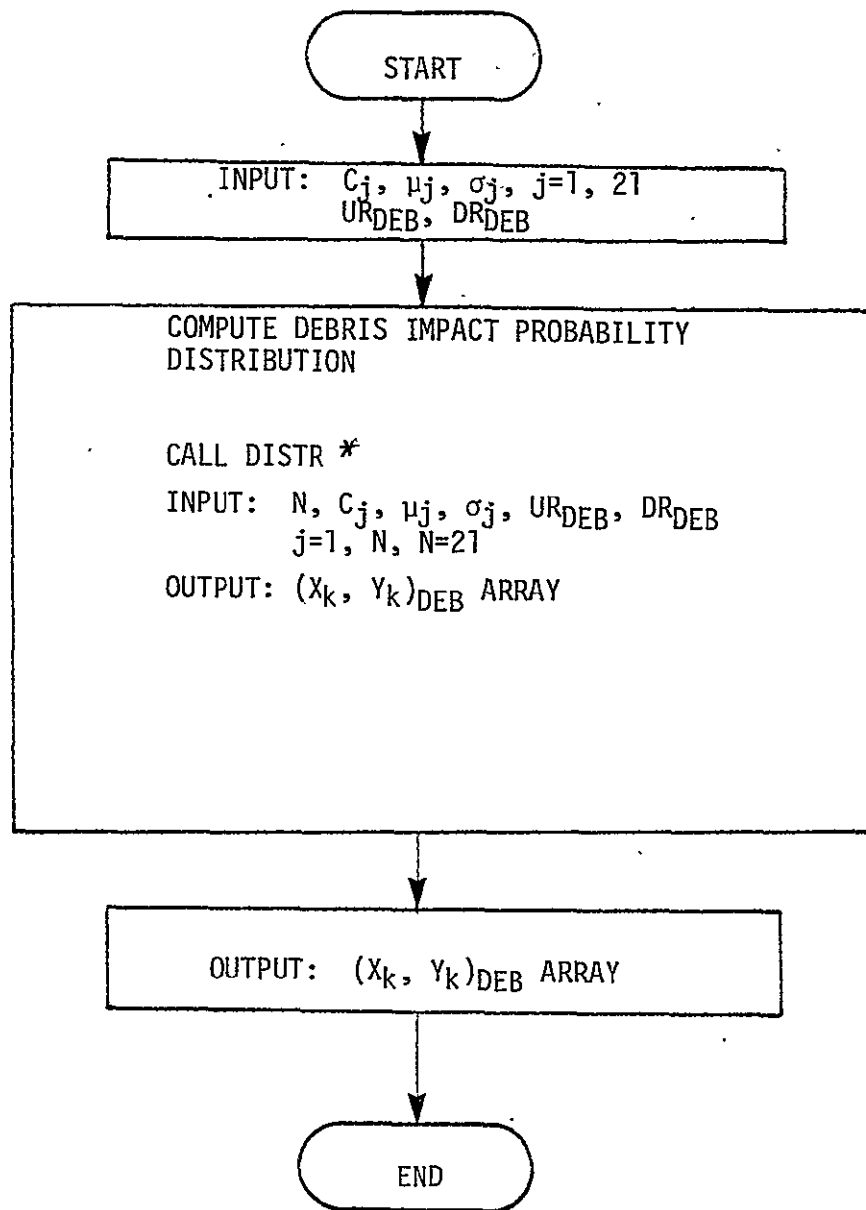 START
INPUT: Cj, μj, σj, j=1, 21
URDEB, DRDEB
COMPUTE DEBRIS IMPACT PROBABILITY
DISTRIBUTION
CALL DISTR *
INPUT: N, Cj, μj, σj, URDEB, DRDEB
j=1, N, N=21
OUTPUT: (Xk, Yk)DEB ARRAY
OUTPUT: (Xk, Yk)DEB ARRAY
END